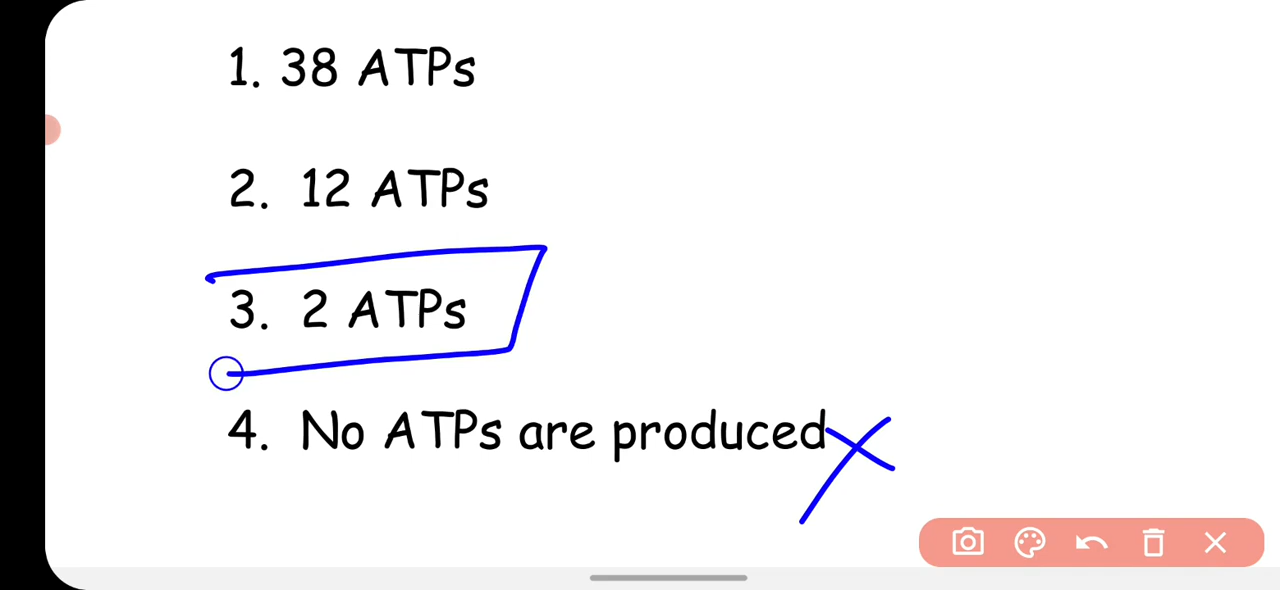 1. 38 ATPs
2. 12 ATPs
3. 2 ATPs
4. No ATPs are produced